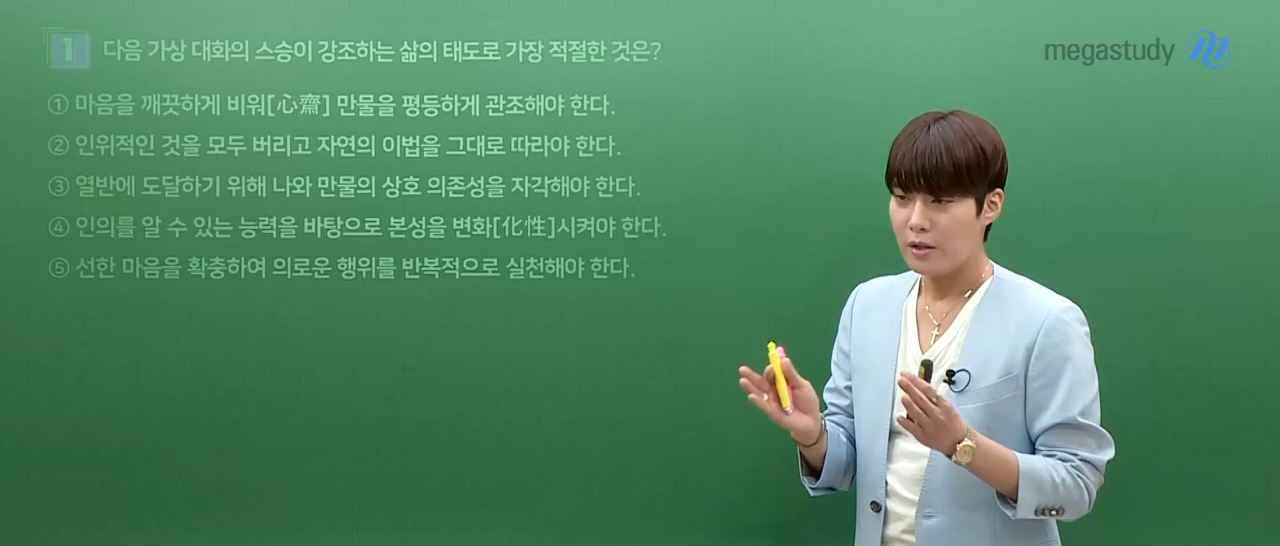 1 다음 가상 대화의 스승이 강조하는 삶의 태도로 가장 적절한 것은?
megastudy
① 마음을 깨끗하게 비워[心齋] 만물을 평등하게 관조해야 한다.
② 인위적인 것을 모두 버리고 자연의 이법을 그대로 따라야 한다.
③ 열반에 도달하기 위해 나와 만물의 상호 의존성을 자각해야 한다.
④ 인의를 알 수 있는 능력을 바탕으로 본성을 변화[化性]시켜야 한다.
⑤ 선한 마음을 확충하여 의로운 행위를 반복적으로 실천해야 한다.